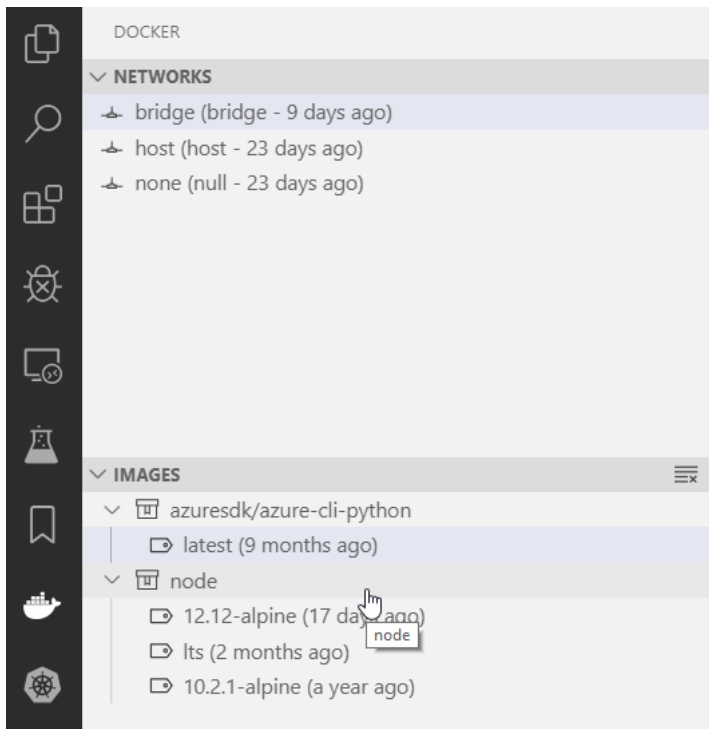 DOCKER
NETWORKS
bridge (bridge - 9 days ago)
host (host - 23 days ago)
none (null - 23 days ago)
IMAGES
azuresdk/azure-cli-python
latest (9 months ago)
node
12.12-alpine (17 days ago)
node
lts (2 months ago)
10.2.1-alpine (a year ago)